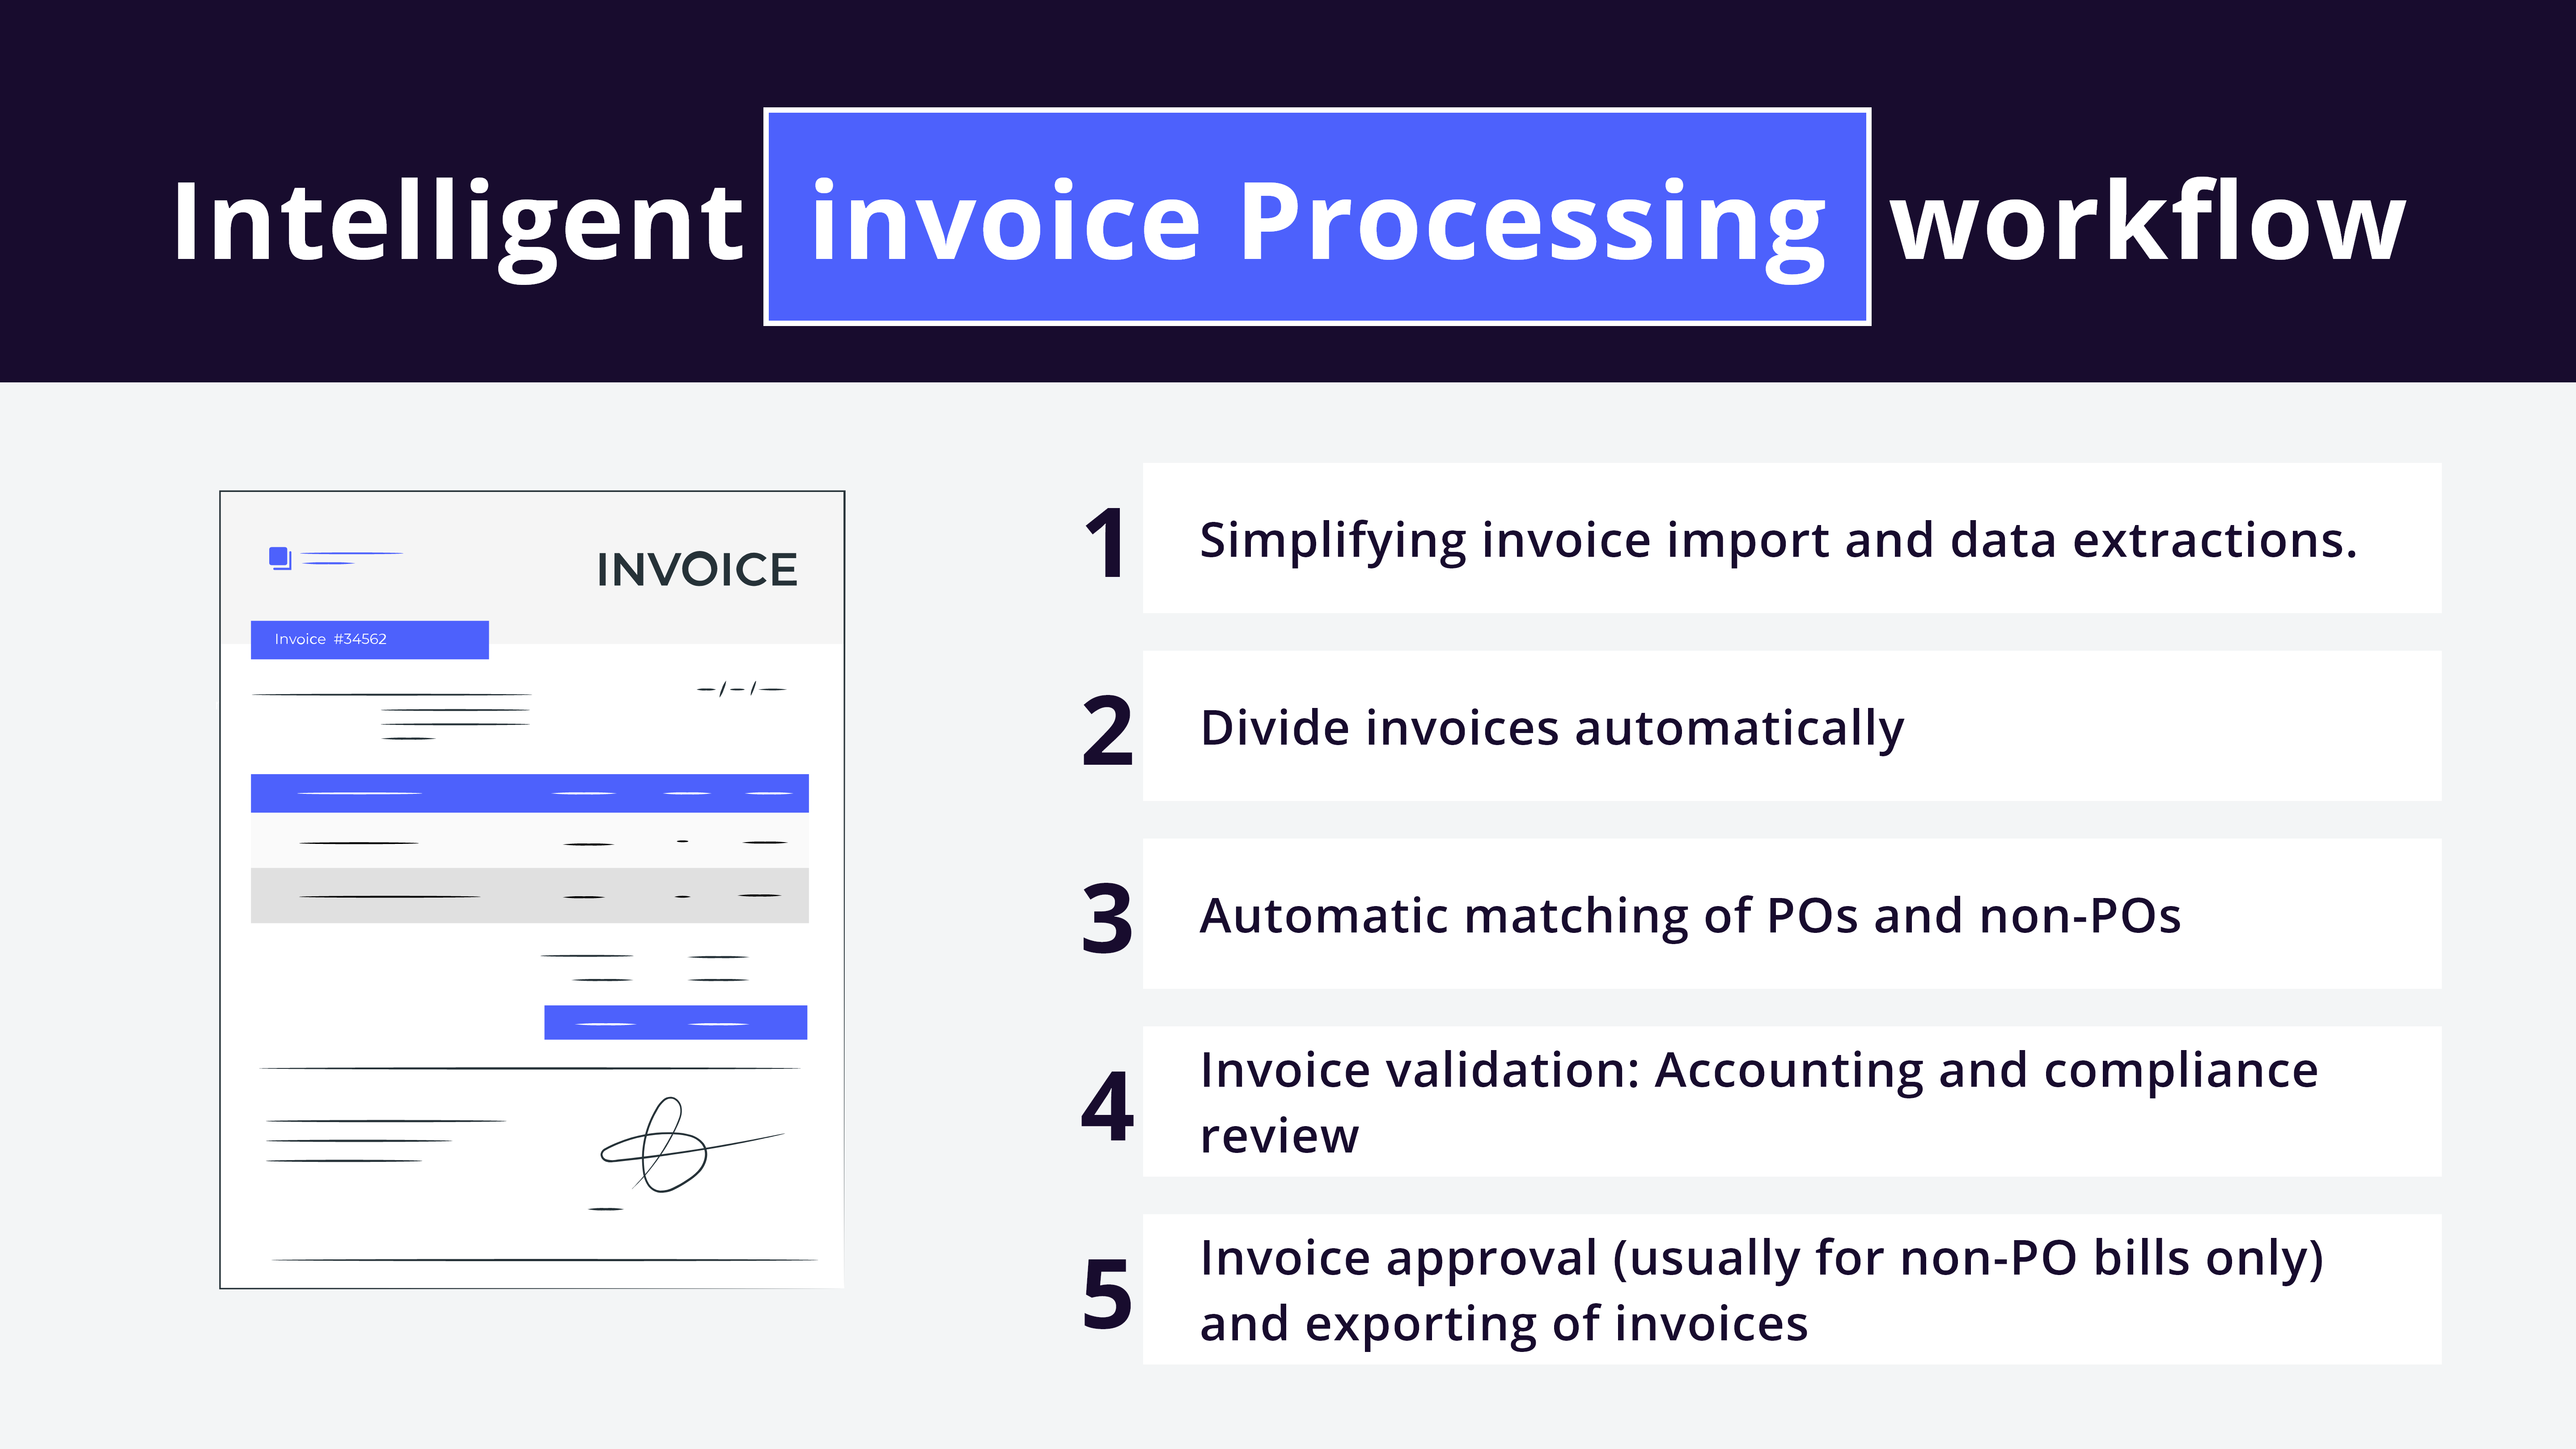 Intelligent invoice Processing workflow
INVOICE
Invoice #34562
1 Simplifying invoice import and data extractions.
2 Divide invoices automatically
3 Automatic matching of POs and non-POs
4 Invoice validation: Accounting and compliance
review
5 Invoice approval (usually for non-PO bills only)
and exporting of invoices